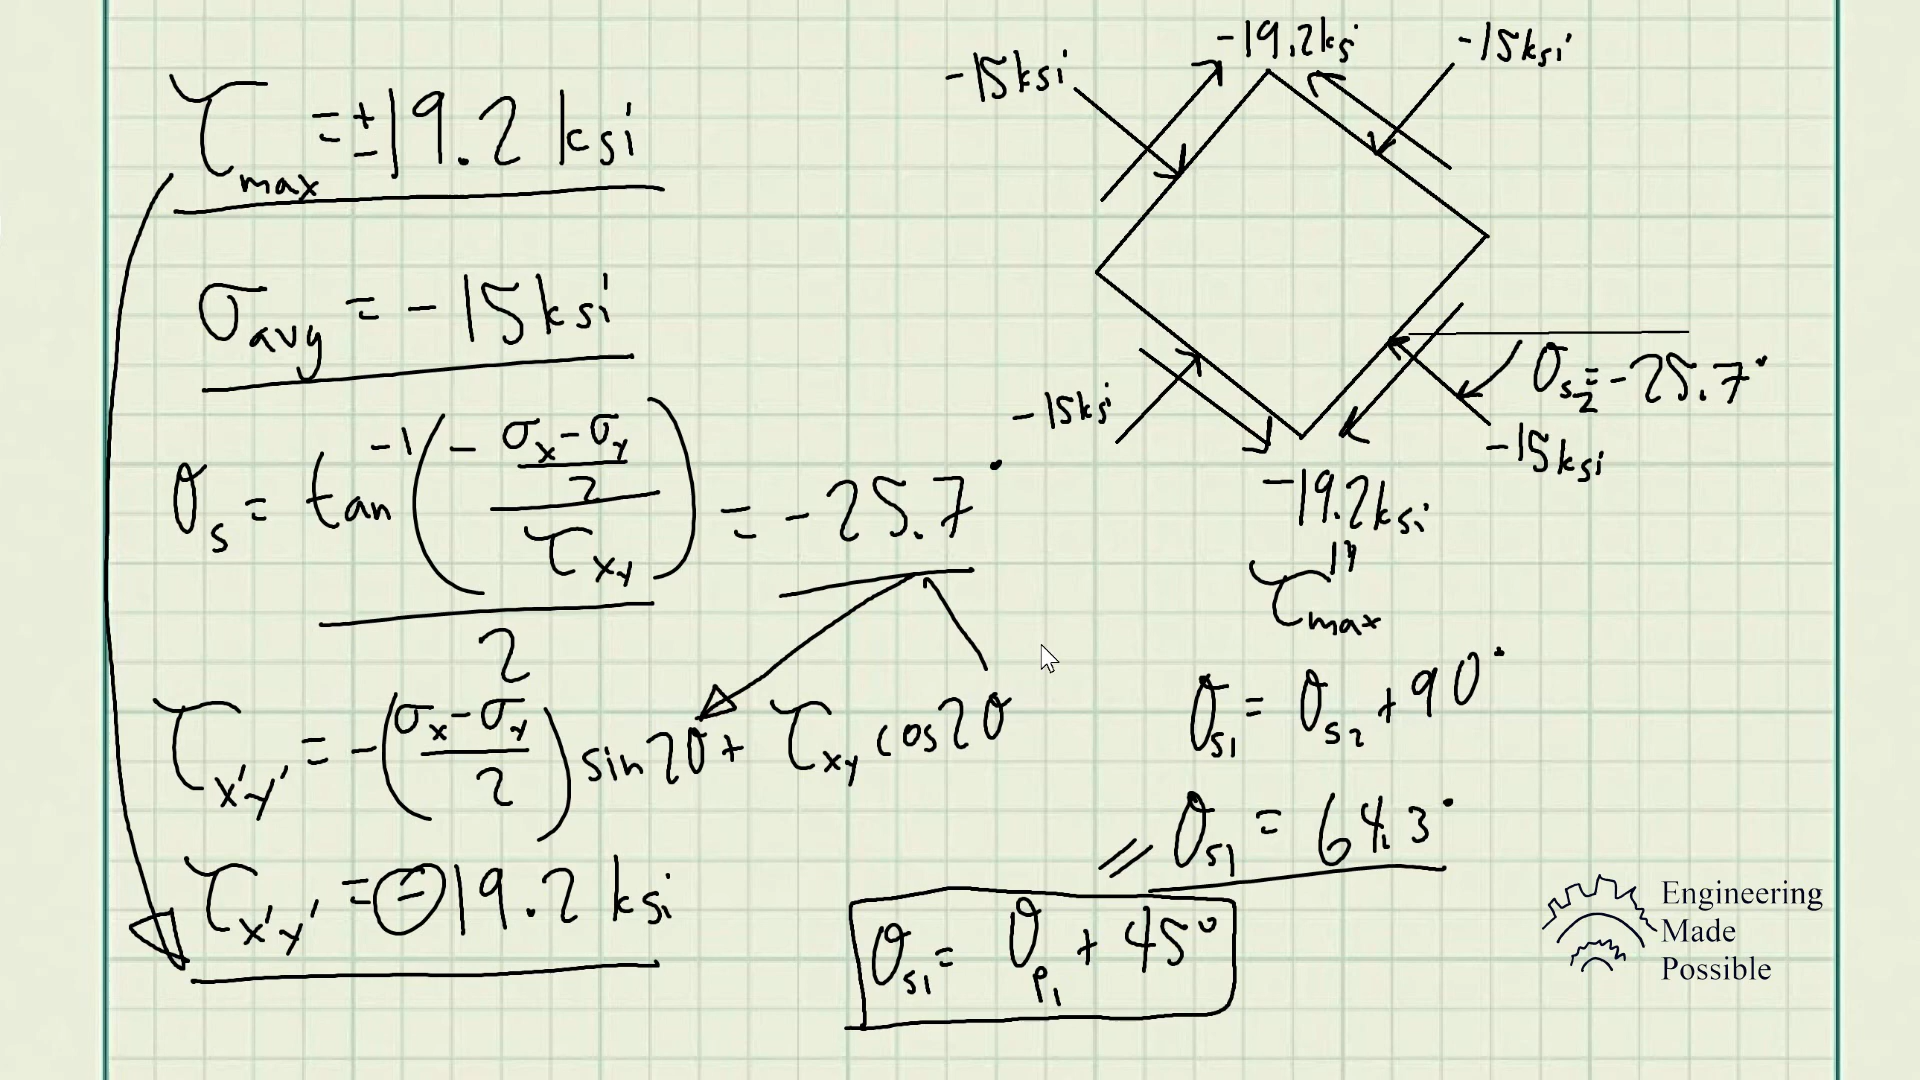 τmax = ±19.2 ksi
σavg = -15ksi
θs = tan⁻¹(-((σx-σy)/2)/τxy)/2 = -25.7°
τx'y' = -((σx-σy)/2) sin2θ + τxy cos2θ
τx'y' = -19.2 ksi
-15ksi
-19.2ksi
-15ksi
-15ksi
θs2 = -25.7°
-15ksi
-19.2ksi
τmax
θs1 = θs2 + 90°
θs1 = 64.3°
θs1 = θp1 + 45°
Engineering
Made
Possible